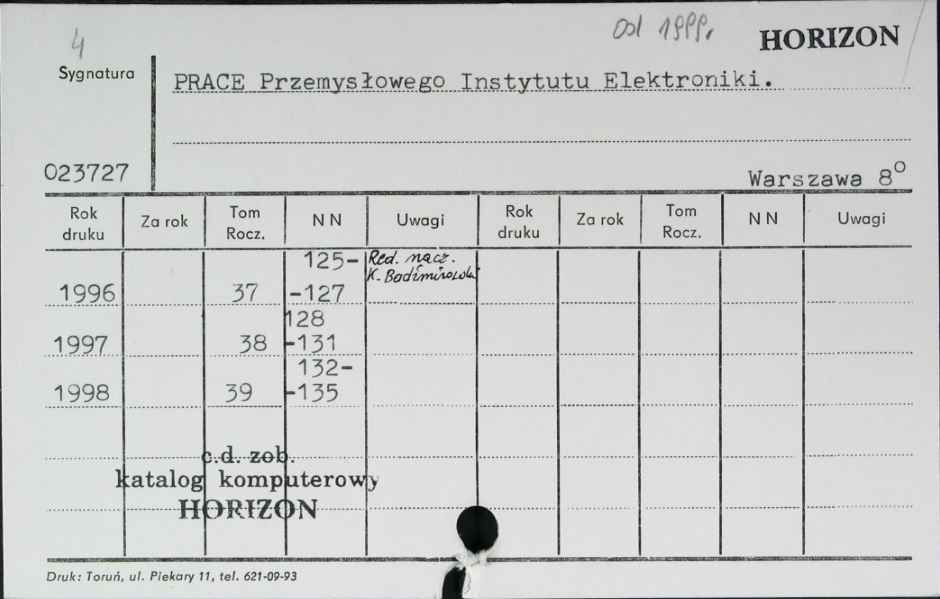 4
od 1999r.
HORIZON
Sygnatura
PRACE Przemysłowego Instytutu Elektroniki.
023727
Warszawa 8⁰
Rok druku Za rok Tom Rocz. N N Uwagi Rok druku Za rok Tom Rocz. N N Uwagi
125- Red. nacz.
K. Badźmirowski
1996 37 -127
128
1997 38 -131
132-
1998 39 -135
c.d. zob.
katalog komputerowy
HORIZON
Druk: Toruń, ul. Piekary 11, tel. 621-09-93